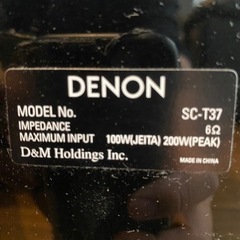 DENON
MODEL No. SC-T37
IMPEDANCE 6Ω
MAXIMUM INPUT 100W(JEITA) 200W(PEAK)
D&M Holdings Inc. MADE IN CHINA